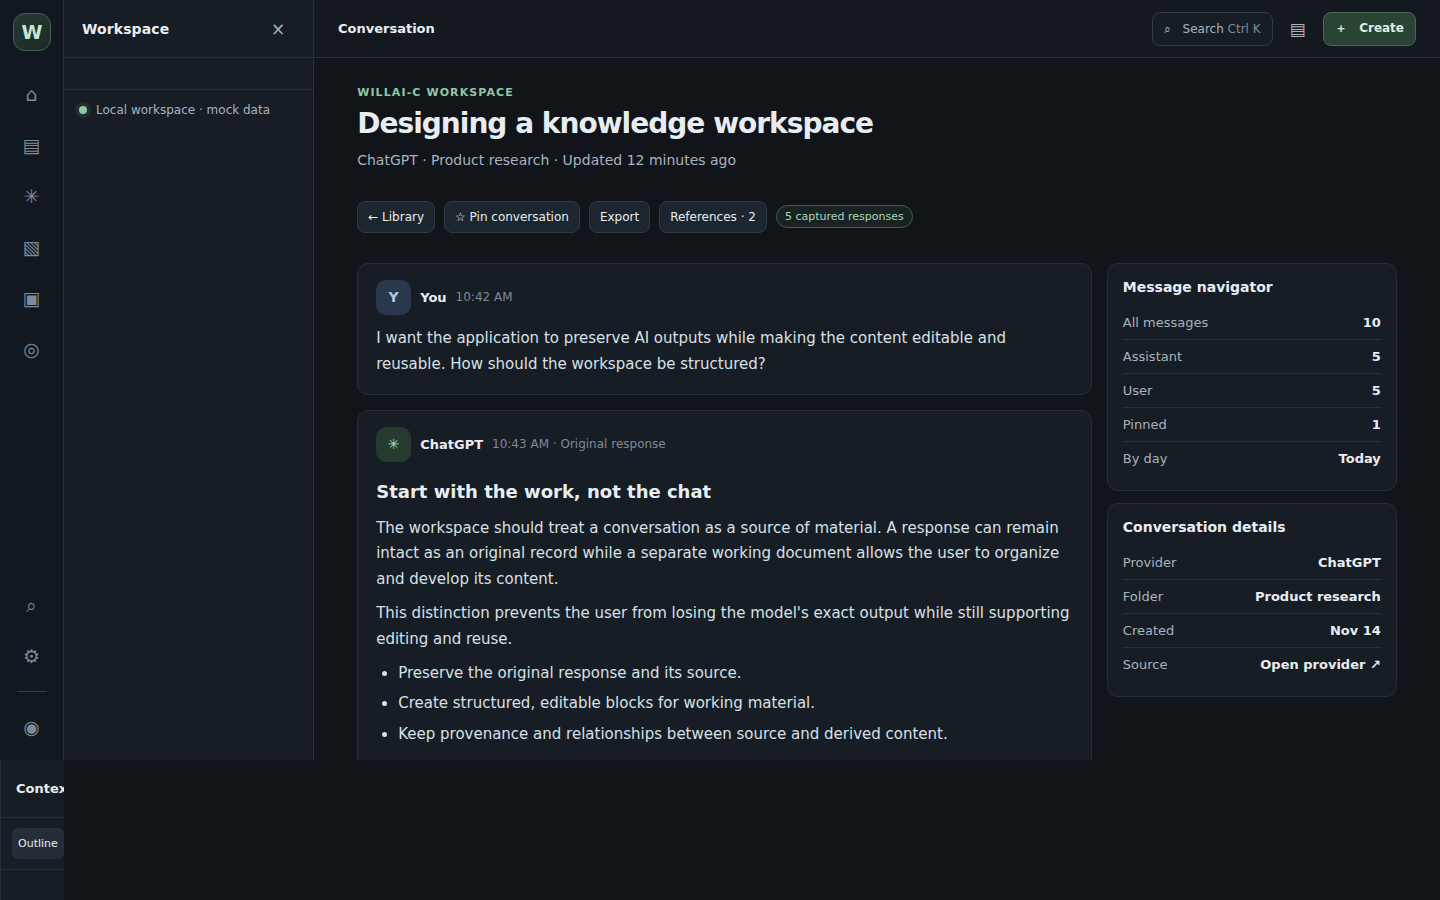 W
Workspace ×
Conversation
Search Ctrl K
+ Create
Local workspace · mock data
WILLAI-C WORKSPACE
Designing a knowledge workspace
ChatGPT · Product research · Updated 12 minutes ago
← Library
☆ Pin conversation
Export
References · 2
5 captured responses
Y You 10:42 AM
I want the application to preserve AI outputs while making the content editable and
reusable. How should the workspace be structured?
ChatGPT 10:43 AM · Original response
Start with the work, not the chat
The workspace should treat a conversation as a source of material. A response can remain
intact as an original record while a separate working document allows the user to organize
and develop its content.
This distinction prevents the user from losing the model's exact output while still supporting
editing and reuse.
• Preserve the original response and its source.
• Create structured, editable blocks for working material.
• Keep provenance and relationships between source and derived content.
Message navigator
All messages 10
Assistant 5
User 5
Pinned 1
By day Today
Conversation details
Provider ChatGPT
Folder Product research
Created Nov 14
Source Open provider ↗
Contex
Outline